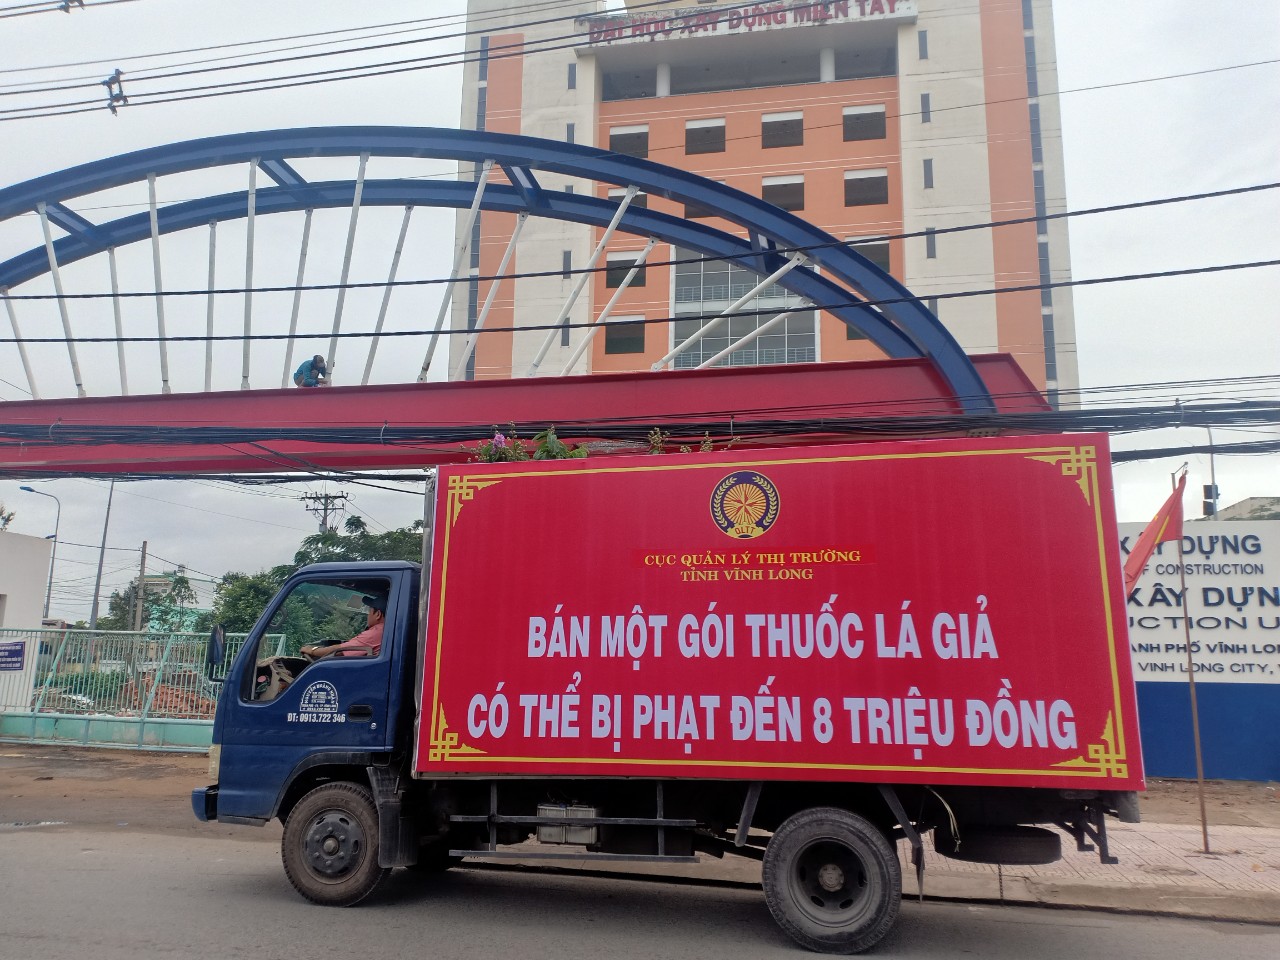 ĐẠI HỌC XÂY DỰNG MIỀN TÂY
QLTT
CỤC QUẢN LÝ THỊ TRƯỜNG
TỈNH VĨNH LONG
BÁN MỘT GÓI THUỐC LÁ GIẢ
CÓ THỂ BỊ PHẠT ĐẾN 8 TRIỆU ĐỒNG
ĐT: 0913.722 346
XÂY DỰNG
OF CONSTRUCTION
XÂY DỰN
UCTION U
ÀNH PHỐ VĨNH LON
VINH LONG CITY,